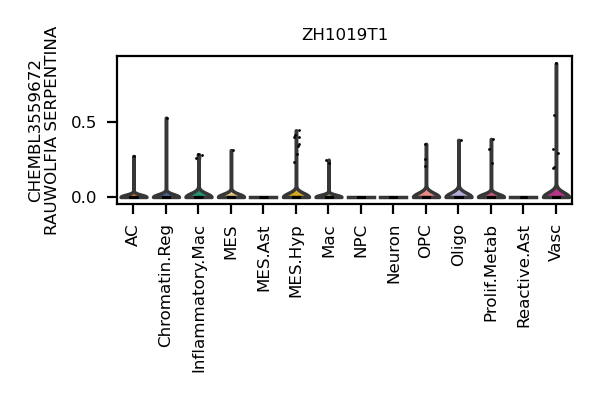 ZH1019T1
CHEMBL3559672
RAUWOLFIA SERPENTINA
0.5
0.0
AC
Chromatin.Reg
Inflammatory.Mac
MES
MES.Ast
MES.Hyp
Mac
NPC
Neuron
OPC
Oligo
Prolif.Metab
Reactive.Ast
Vasc